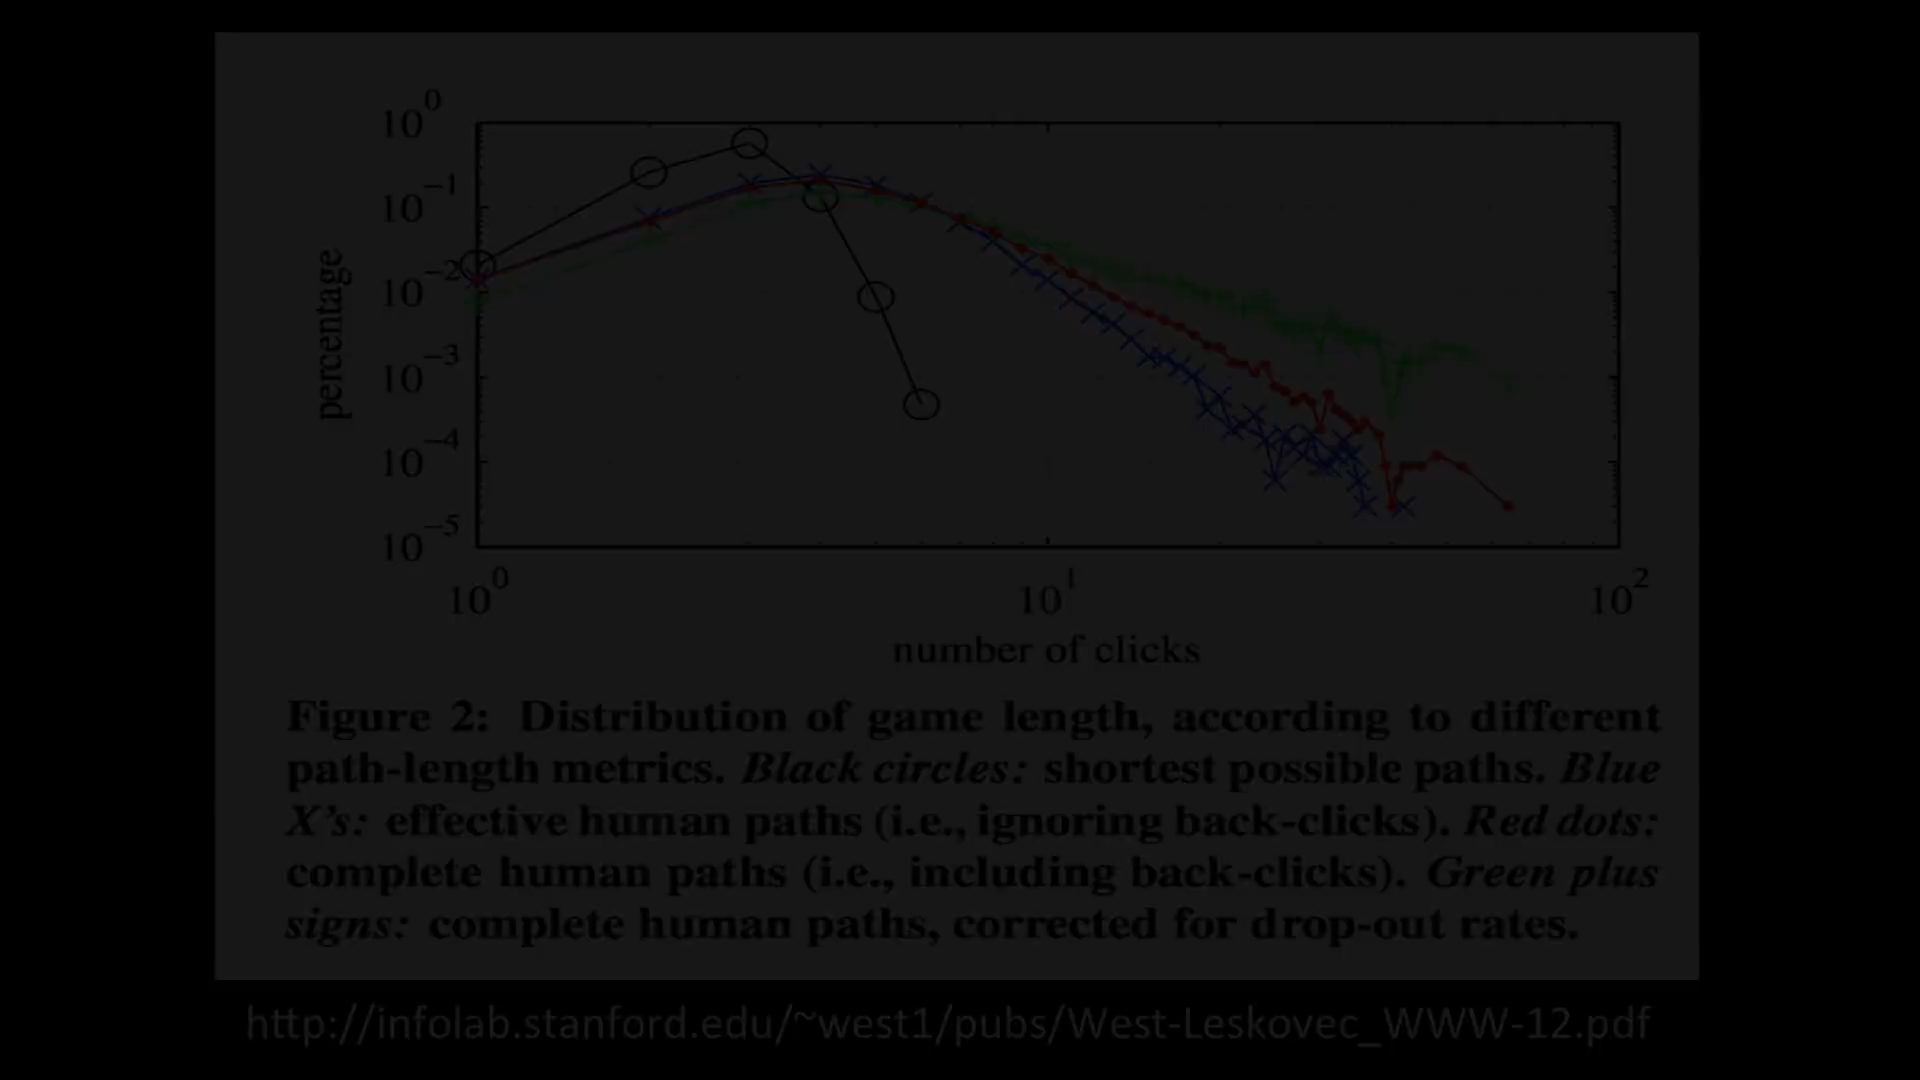 10^0
10^-1
10^-2
10^-3
10^-4
10^-5
percentage
10^0 10^1 10^2
number of clicks
Figure 2: Distribution of game length, according to different
path-length metrics. Black circles: shortest possible paths. Blue
X's: effective human paths (i.e., ignoring back-clicks). Red dots:
complete human paths (i.e., including back-clicks). Green plus
signs: complete human paths, corrected for drop-out rates.
http://infolab.stanford.edu/~west1/pubs/West-Leskovec_WWW-12.pdf